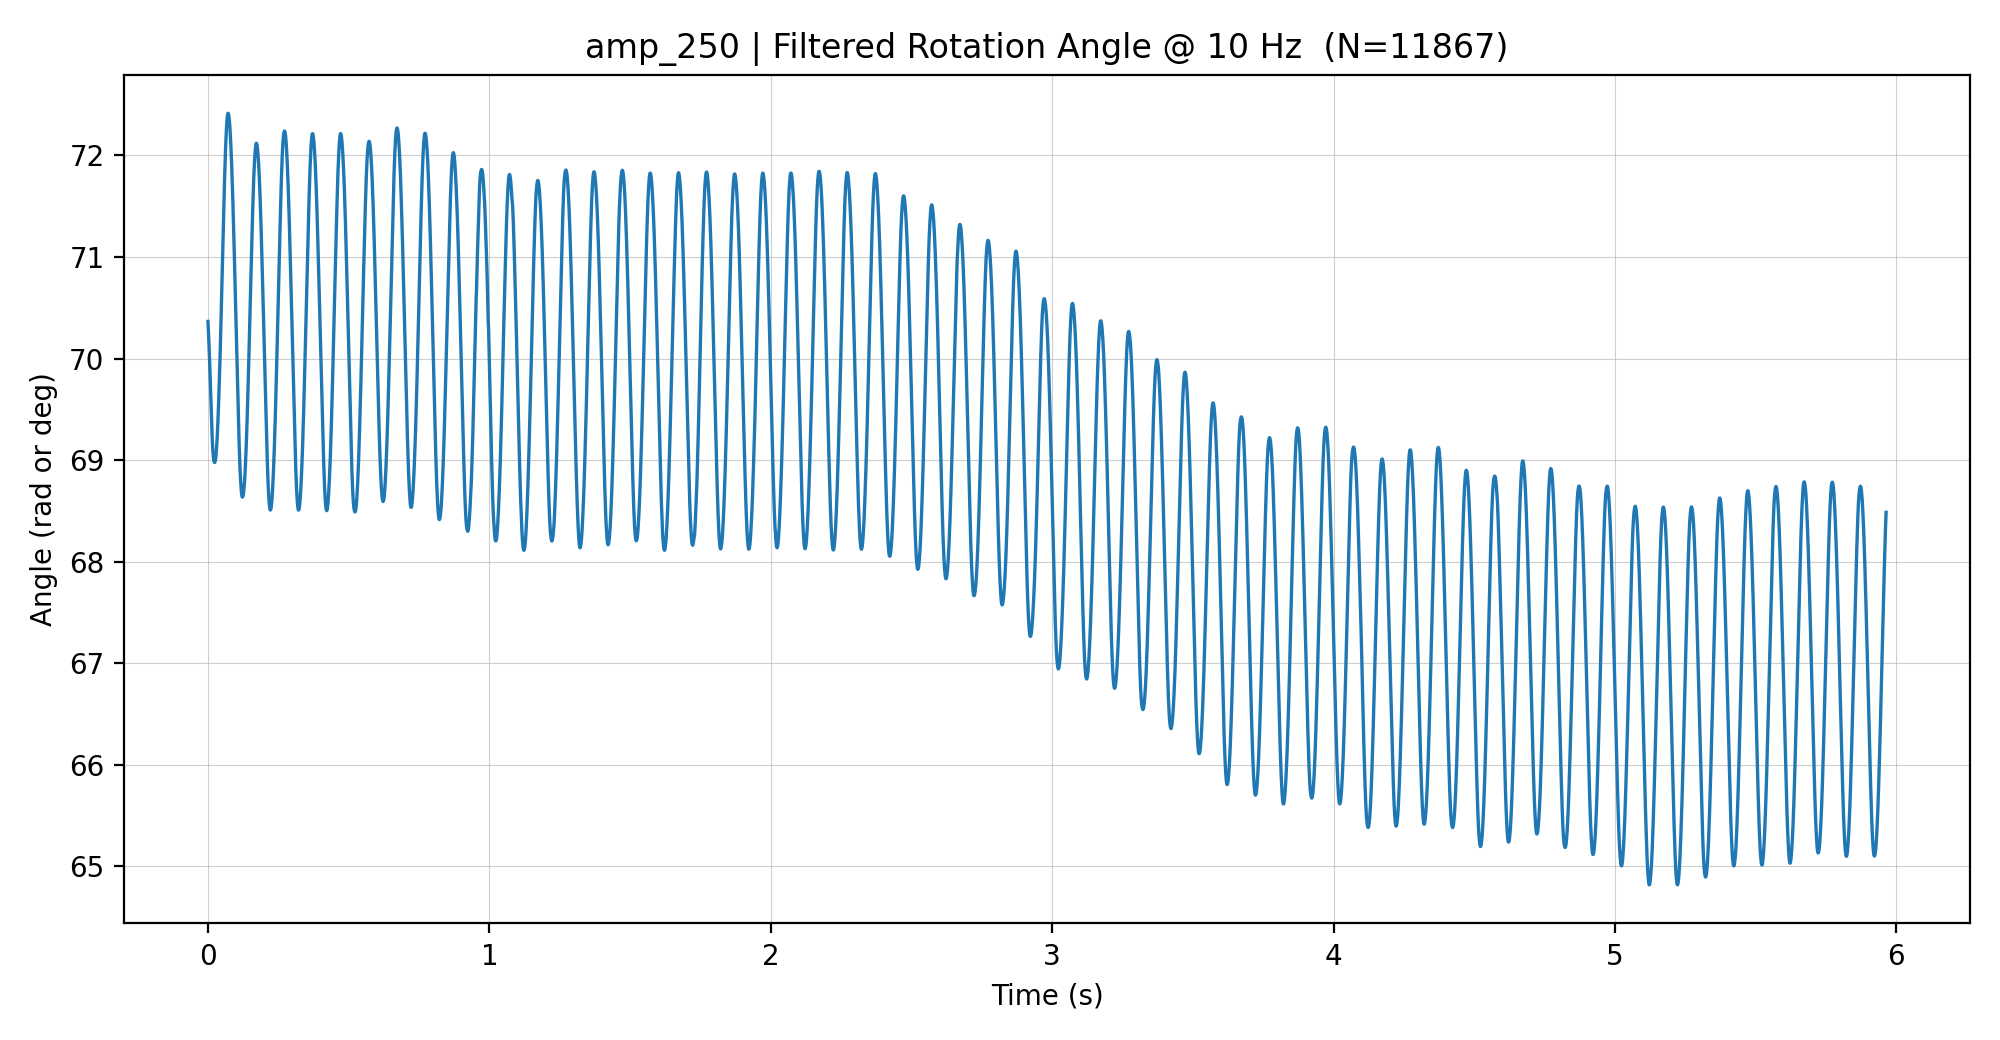 amp_250 | Filtered Rotation Angle @ 10 Hz (N=11867)
72
71
70
69
68
67
66
65
Angle (rad or deg)
0 1 2 3 4 5 6
Time (s)